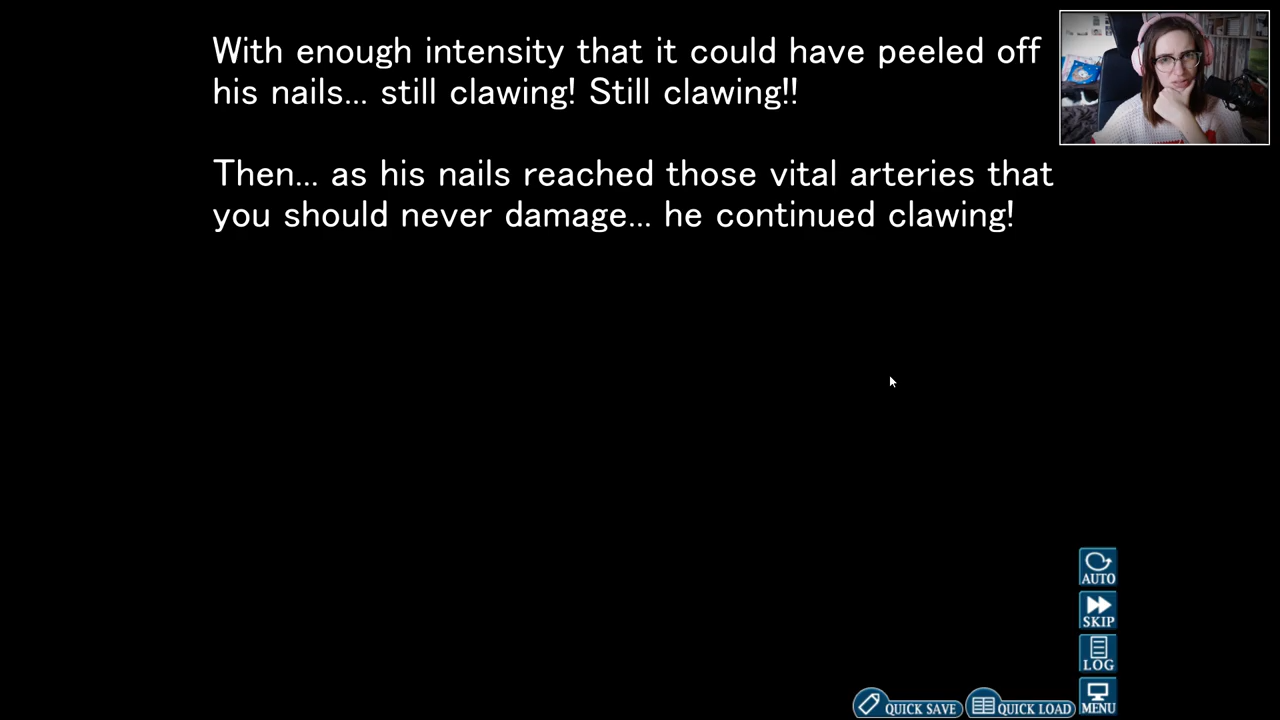 With enough intensity that it could have peeled off
his nails... still clawing! Still clawing!!
Then... as his nails reached those vital arteries that
you should never damage... he continued clawing!
AUTO
SKIP
LOG
MENU
QUICK SAVE
QUICK LOAD